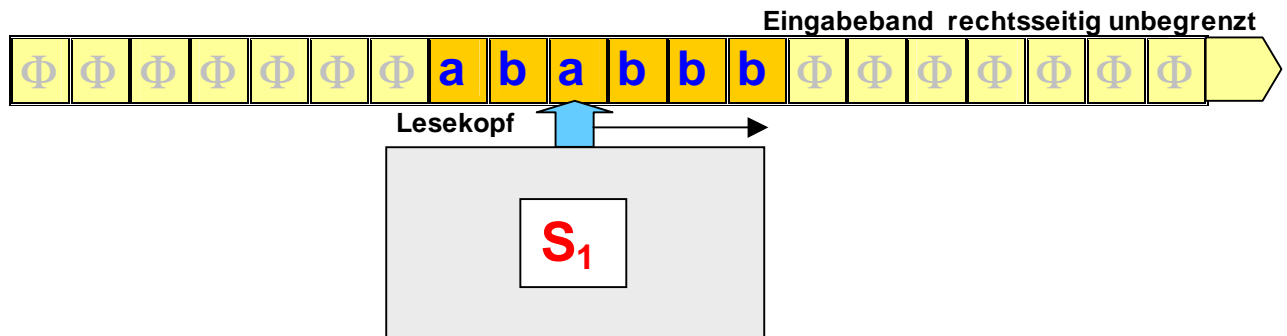 Eingabeband rechtsseitig unbegrenzt
Φ Φ Φ Φ Φ Φ Φ a b a b b b Φ Φ Φ Φ Φ Φ Φ
Lesekopf
S₁